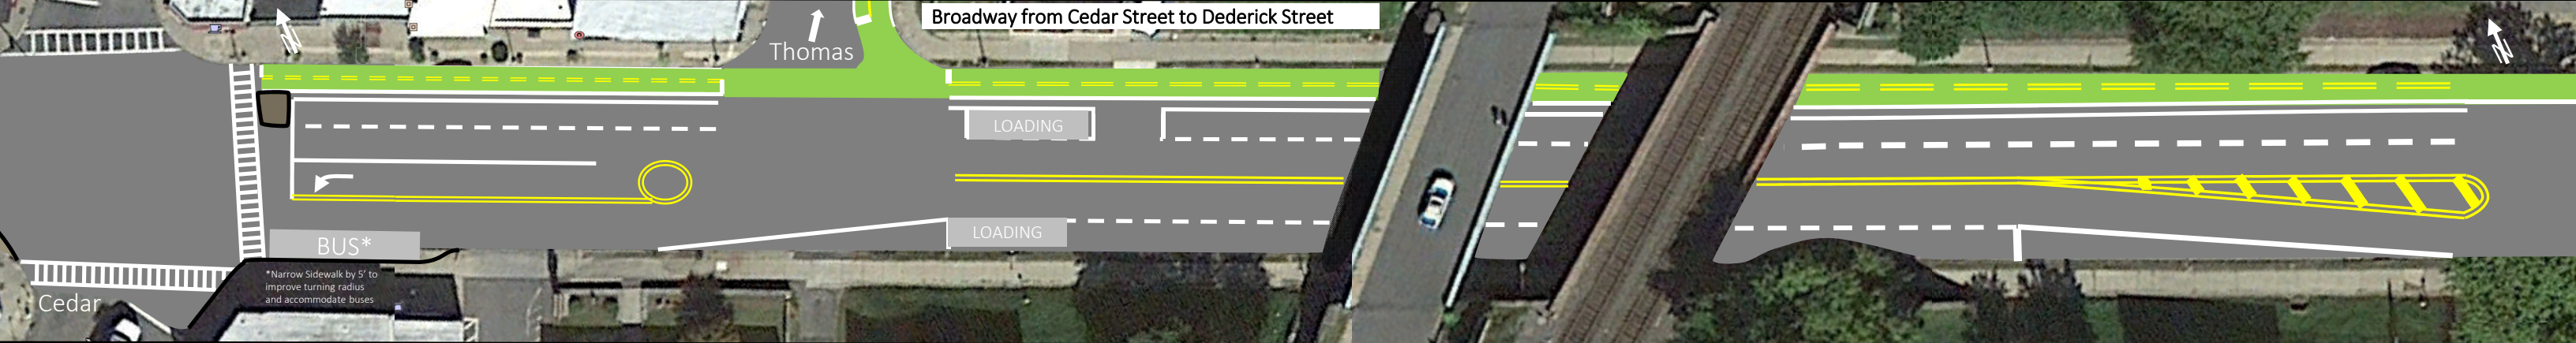 Broadway from Cedar Street to Dederick Street
N
Thomas
N
LOADING
LOADING
BUS*
*Narrow Sidewalk by 5' to
improve turning radius
and accommodate buses
Cedar